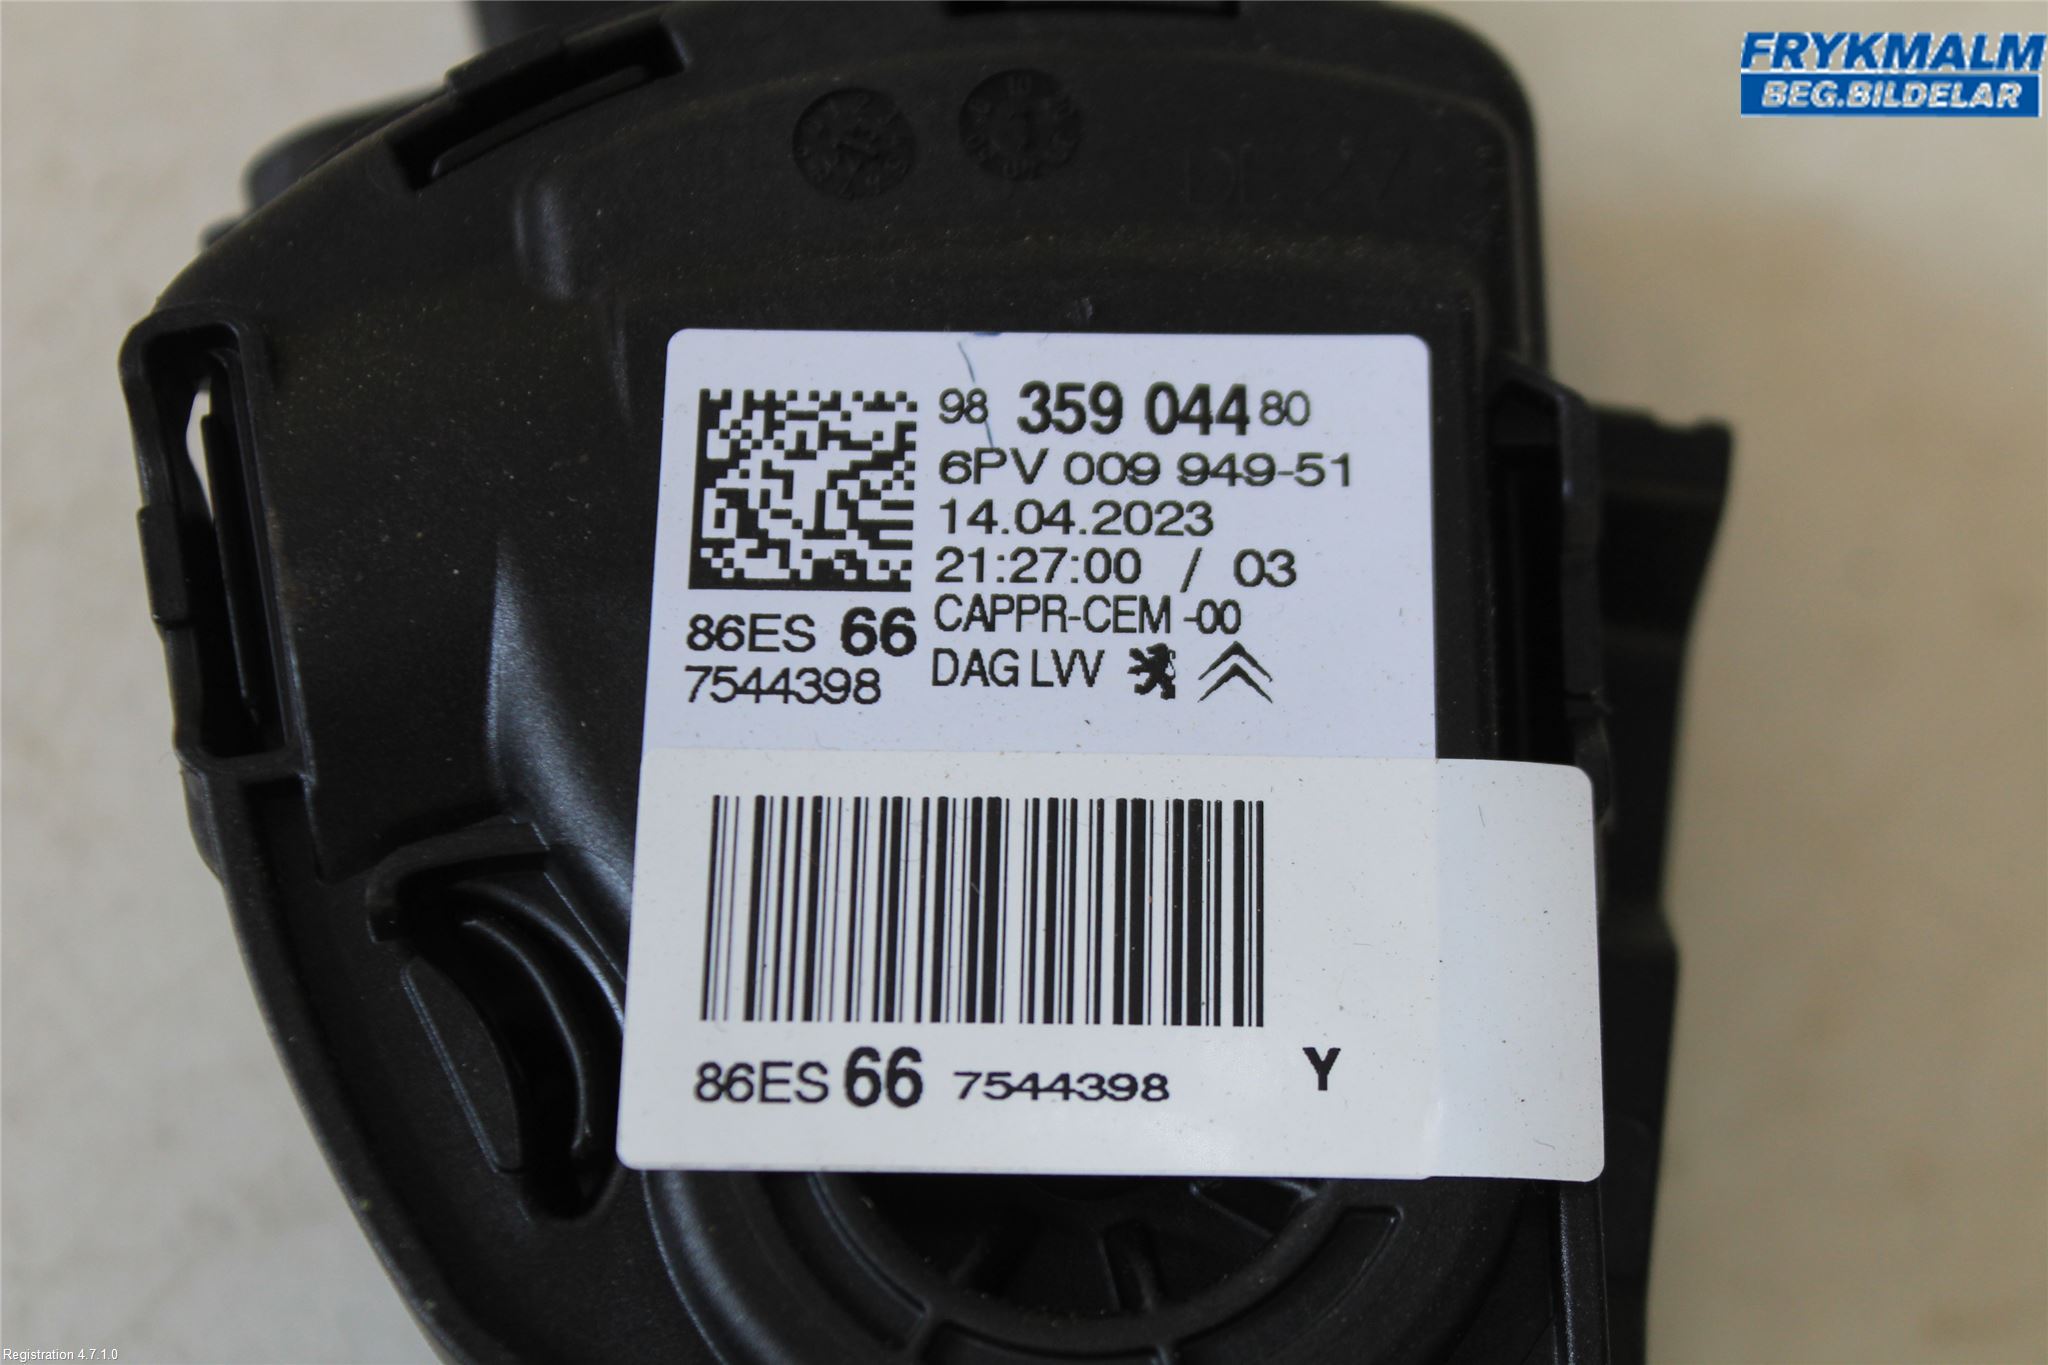 FRYKMALM
BEG.BILDELAR
98 359 044 80
6PV 009 949-51
14.04.2023
21:27:00 / 03
CAPPR-CEM -00
DAG LVV
86ES 66
7544398
86ES 66 7544398 Y
Registration 4.7.1.0